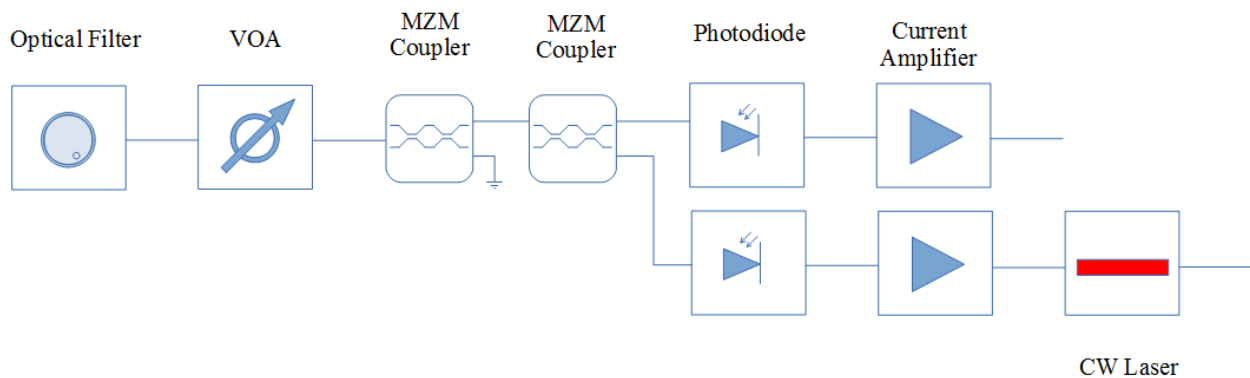 Optical Filter
VOA
MZM
Coupler
MZM
Coupler
Photodiode
Current
Amplifier
CW Laser